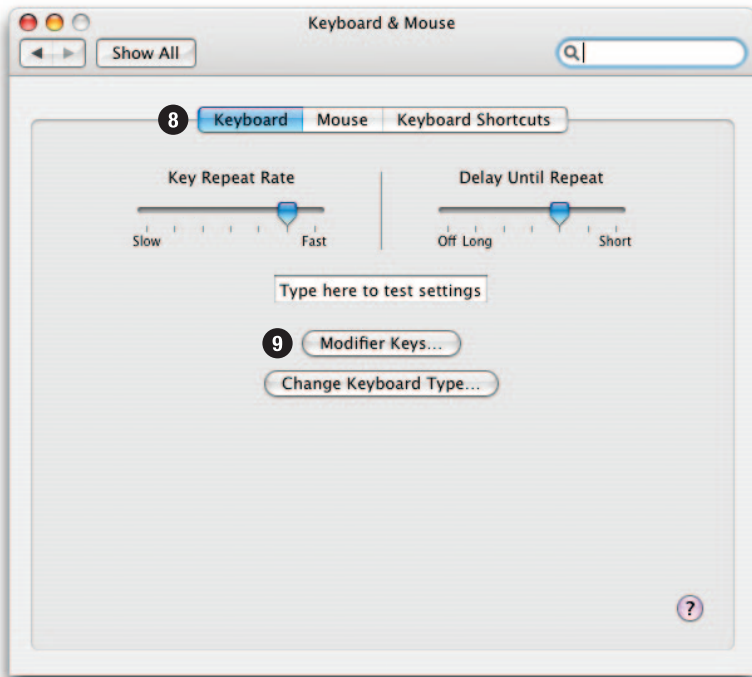 Keyboard & Mouse
Show All
8 Keyboard Mouse Keyboard Shortcuts
Key Repeat Rate Delay Until Repeat
Slow Fast Off Long Short
Type here to test settings
9 Modifier Keys...
Change Keyboard Type...
?